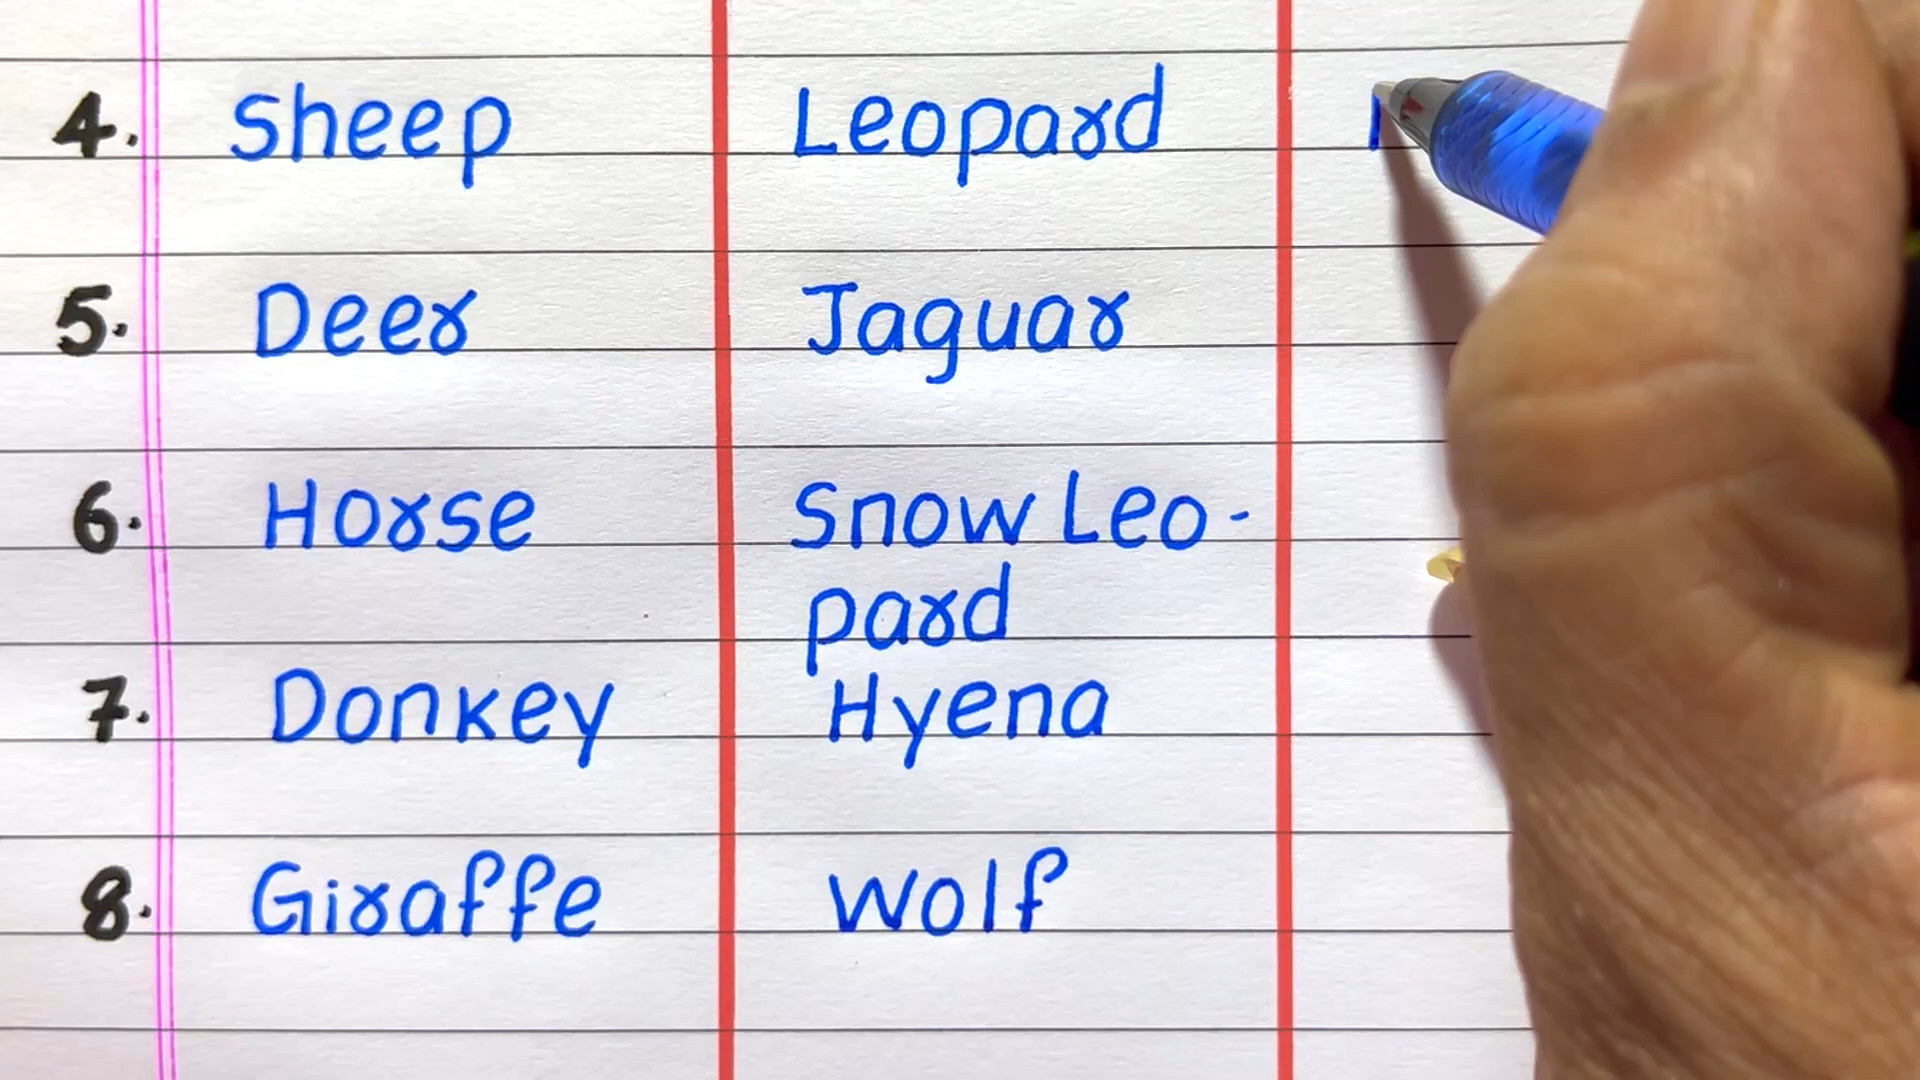 4. Sheep Leopard
5. Deer Jaguar
6. Horse Snow Leo-
pard
7. Donkey Hyena
8. Giraffe Wolf